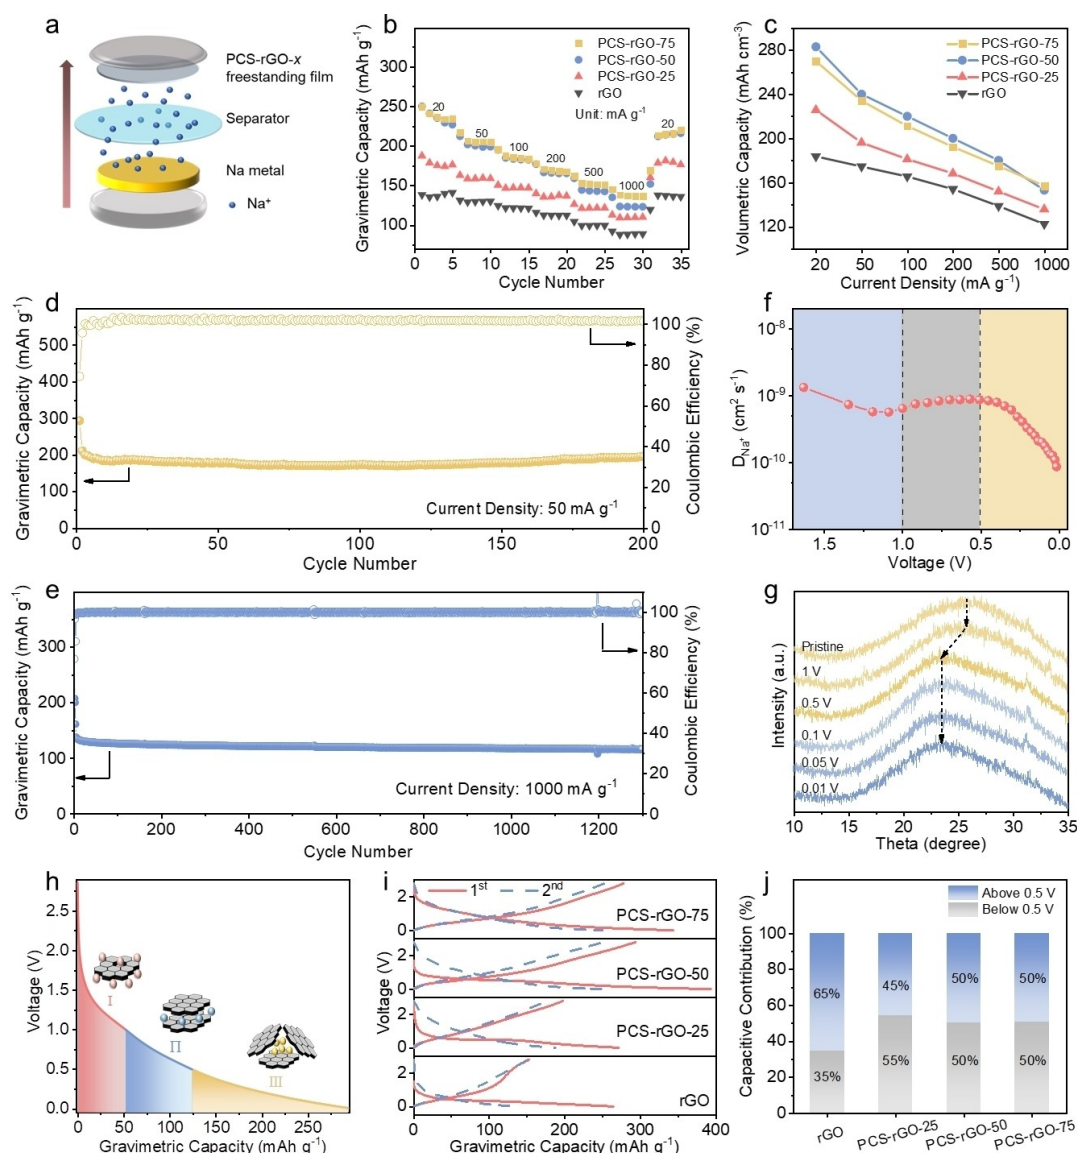 a
PCS-rGO-x
freestanding film
Separator
Na metal
Na⁺
b
Gravimetric Capacity (mAh g⁻¹)
300
250
200
150
100
PCS-rGO-75
PCS-rGO-50
PCS-rGO-25
rGO
Unit: mA g⁻¹
20
50
100
200
500
1000
20
0 5 10 15 20 25 30 35
Cycle Number
c
Volumetric Capacity (mAh cm⁻³)
280
240
200
160
120
PCS-rGO-75
PCS-rGO-50
PCS-rGO-25
rGO
20 50 100 200 500 1000
Current Density (mA g⁻¹)
d
Gravimetric Capacity (mAh g⁻¹)
500
450
400
350
300
250
200
150
100
0
Coulombic Efficiency (%)
100
80
60
40
20
0
Current Density: 50 mA g⁻¹
0 50 100 150 200
Cycle Number
f
D_Na⁺ (cm² s⁻¹)
10⁻⁸
10⁻⁹
10⁻¹⁰
10⁻¹¹
1.5 1.0 0.5 0.0
Voltage (V)
e
Gravimetric Capacity (mAh g⁻¹)
350
300
200
100
0
Coulombic Efficiency (%)
100
80
60
40
20
0
Current Density: 1000 mA g⁻¹
0 200 400 600 800 1000 1200
Cycle Number
g
Intensity (a.u.)
Pristine
1 V
0.5 V
0.1 V
0.05 V
0.01 V
10 15 20 25 30 35
Theta (degree)
h
Voltage (V)
2.5
2.0
1.5
1.0
0.5
0.0
I
II
III
0 50 100 150 200 250
Gravimetric Capacity (mAh g⁻¹)
i
Voltage (V)
1ˢᵗ 2ⁿᵈ
2
0
PCS-rGO-75
2
0
PCS-rGO-50
2
0
PCS-rGO-25
2
0
rGO
0 100 200 300 400
Gravimetric Capacity (mAh g⁻¹)
j
Capacitive Contribution (%)
100
80
60
40
20
0
Above 0.5 V
Below 0.5 V
65% 45% 50% 50%
35% 55% 50% 50%
rGO PCS-rGO-25 PCS-rGO-50 PCS-rGO-75